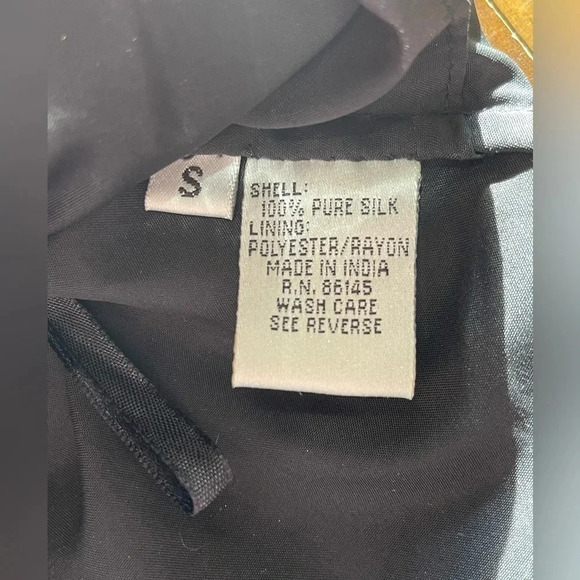 S
SHELL:
100% PURE SILK
LINING:
POLYESTER/RAYON
MADE IN INDIA
R.N. 86145
WASH CARE
SEE REVERSE